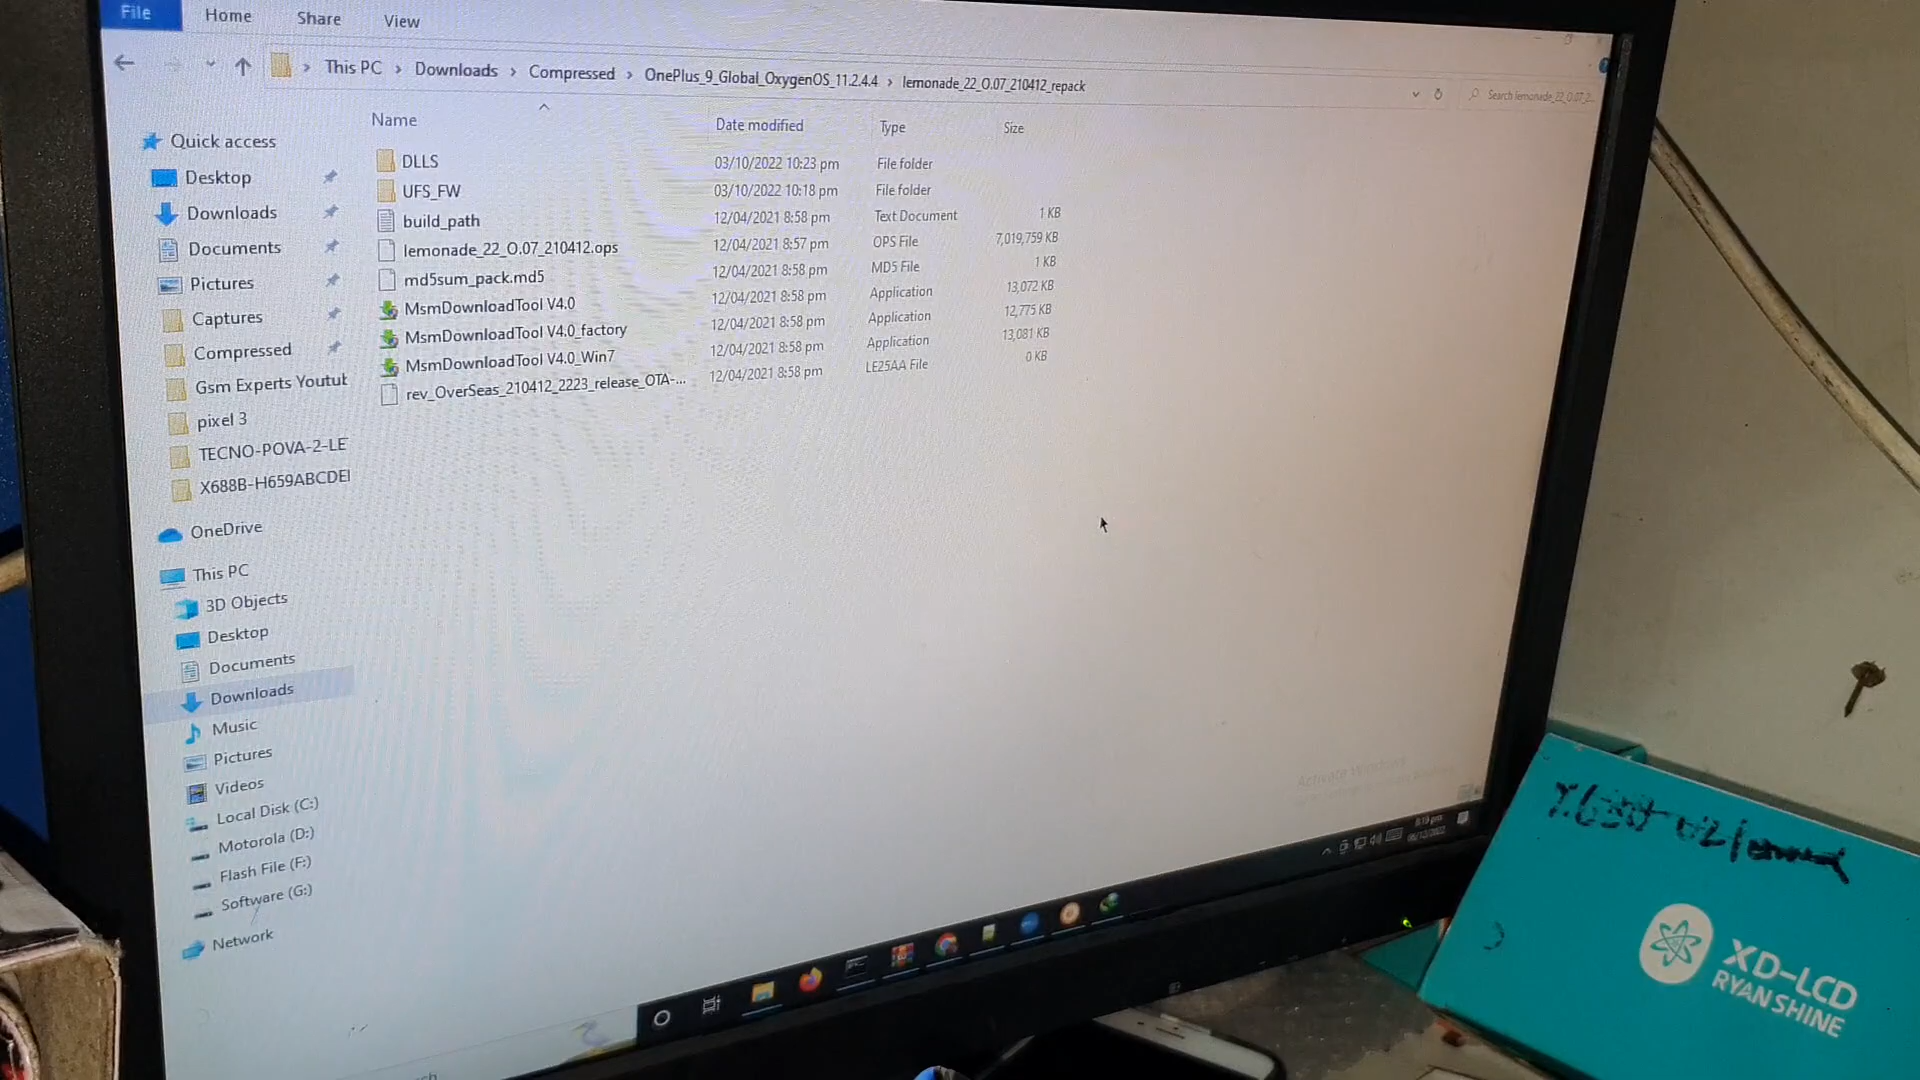 File Home Share View
This PC > Downloads > Compressed > OnePlus_9_Global_OxygenOS_11.2.4.4 > lemonade_22_O.07_210412_repack
Search lemonade_22_O.07_2...
Name Date modified Type Size
DLLS 03/10/2022 10:23 pm File folder
UFS_FW 03/10/2022 10:18 pm File folder
build_path 12/04/2021 8:58 pm Text Document 1 KB
lemonade_22_O.07_210412.ops 12/04/2021 8:57 pm OPS File 7,019,759 KB
md5sum_pack.md5 12/04/2021 8:58 pm MD5 File 1 KB
MsmDownloadTool V4.0 12/04/2021 8:58 pm Application 13,072 KB
MsmDownloadTool V4.0_factory 12/04/2021 8:58 pm Application 12,775 KB
MsmDownloadTool V4.0_Win7 12/04/2021 8:58 pm Application 13,081 KB
rev_OverSeas_210412_2223_release_OTA-... 12/04/2021 8:58 pm LE25AA File 0 KB
Quick access
Desktop
Downloads
Documents
Pictures
Captures
Compressed
Gsm Experts Youtut
pixel 3
TECNO-POVA-2-LE
X688B-H659ABCDEI
OneDrive
This PC
3D Objects
Desktop
Documents
Downloads
Music
Pictures
Videos
Local Disk (C:)
Motorola (D:)
Flash File (F:)
Software (G:)
Network
Activate Windows
XD-LCD
RYAN SHINE